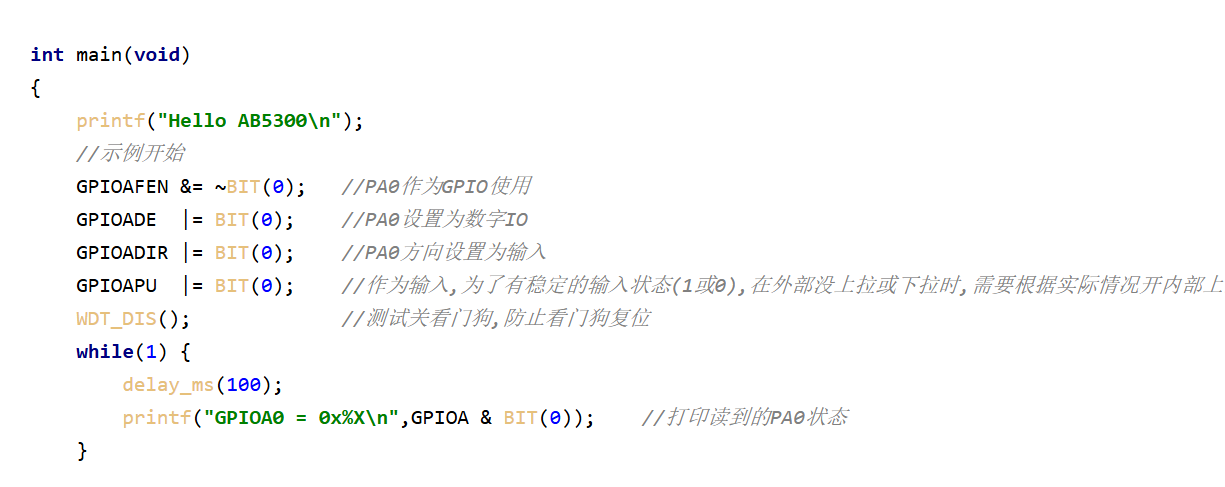 int main(void)
{
    printf("Hello AB5300\n");
    //示例开始
    GPIOAFEN &= ~BIT(0);   //PA0作为GPIO使用
    GPIOADE  |= BIT(0);    //PA0设置为数字IO
    GPIOADIR |= BIT(0);    //PA0方向设置为输入
    GPIOAPU  |= BIT(0);    //作为输入,为了有稳定的输入状态(1或0),在外部没上拉或下拉时,需要根据实际情况开内部上
    WDT_DIS();             //测试关看门狗,防止看门狗复位
    while(1) {
        delay_ms(100);
        printf("GPIOA0 = 0x%X\n",GPIOA & BIT(0));    //打印读到的PA0状态
    }